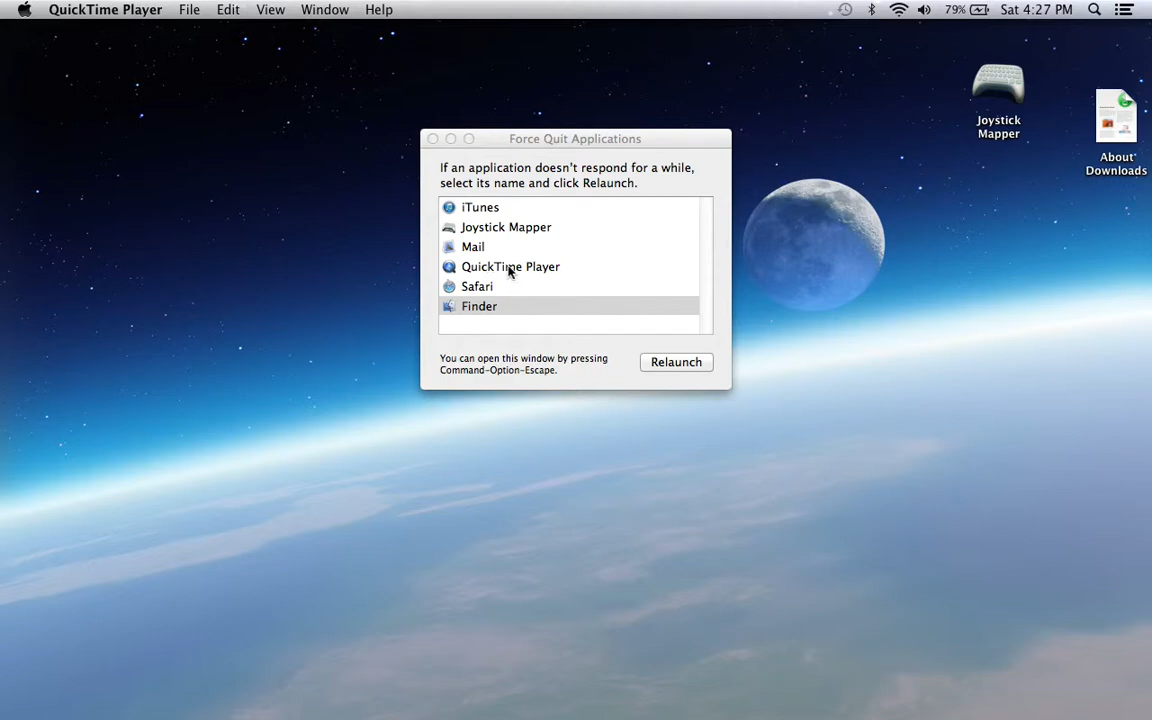 QuickTime Player File Edit View Window Help 79% Sat 4:27 PM
Joystick Mapper
About Downloads
Force Quit Applications
If an application doesn't respond for a while,
select its name and click Relaunch.
iTunes
Joystick Mapper
Mail
QuickTime Player
Safari
Finder
You can open this window by pressing
Command-Option-Escape.
Relaunch